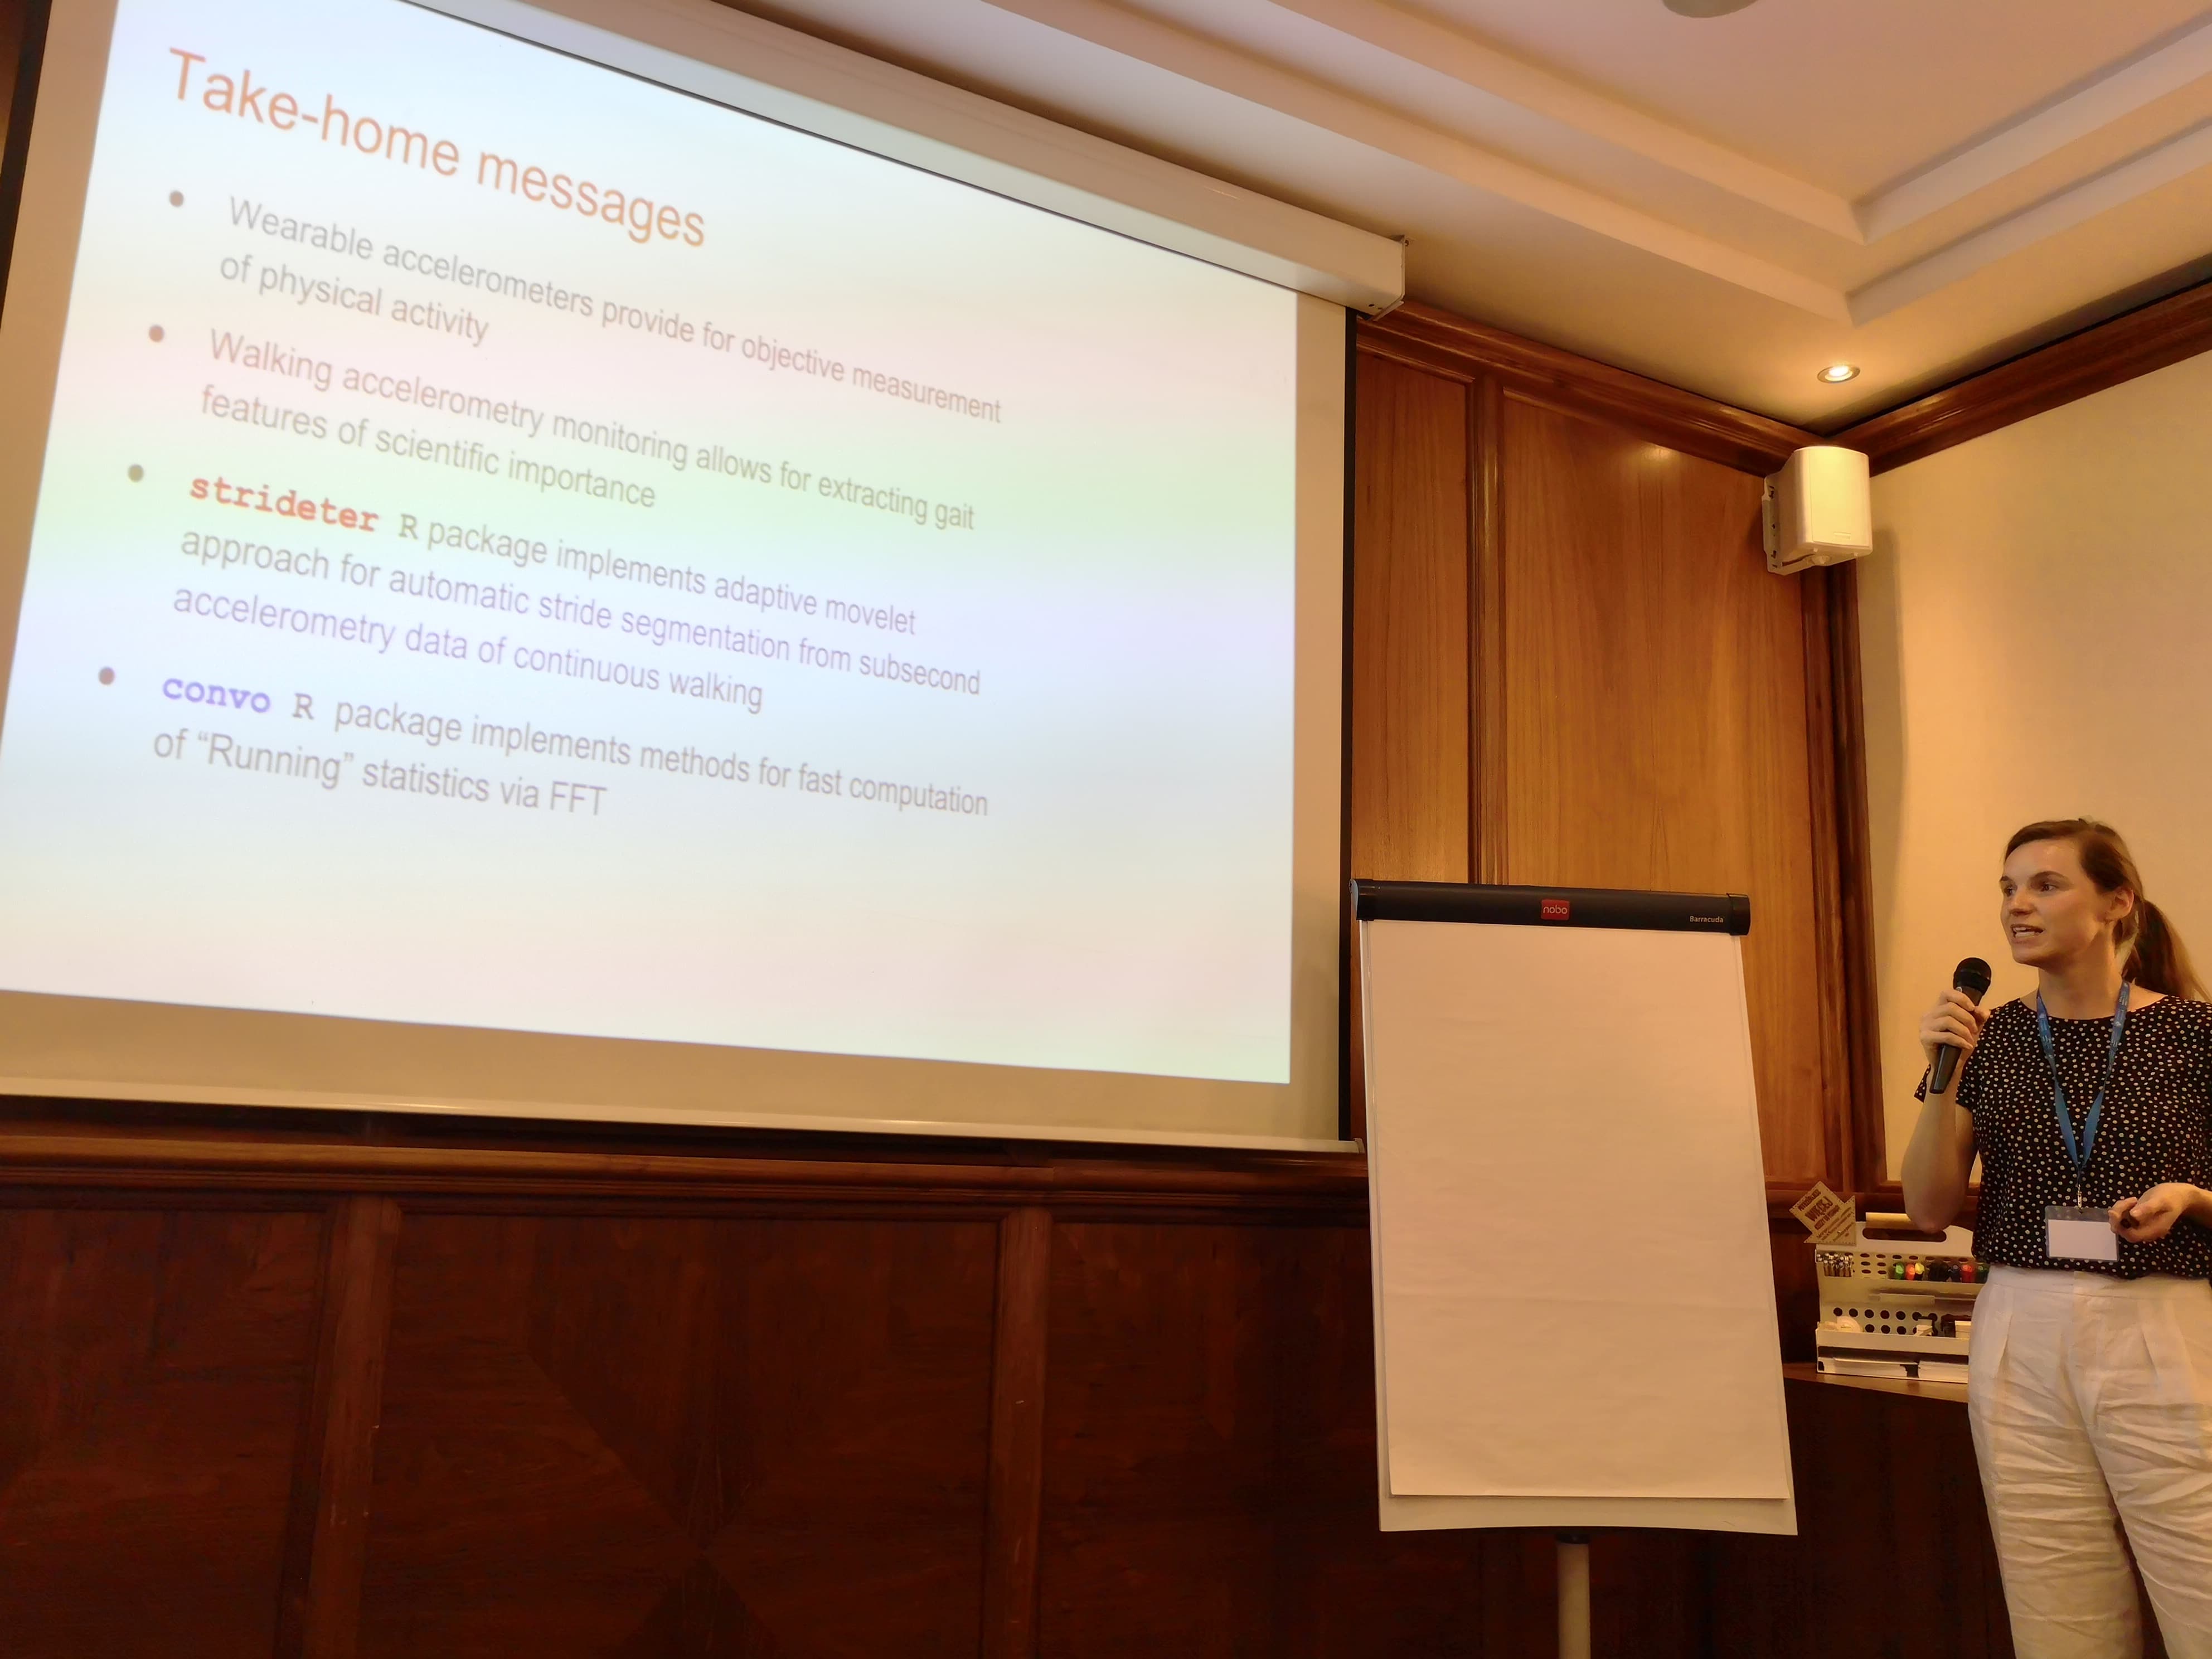 Take-home messages
• Wearable accelerometers provide for objective measurement
of physical activity
• Walking accelerometry monitoring allows for extracting gait
features of scientific importance
• strideter R package implements adaptive movelet
approach for automatic stride segmentation from subsecond
accelerometry data of continuous walking
• convo R package implements methods for fast computation
of “Running” statistics via FFT
nobo
Barracuda
WIĘCEJ